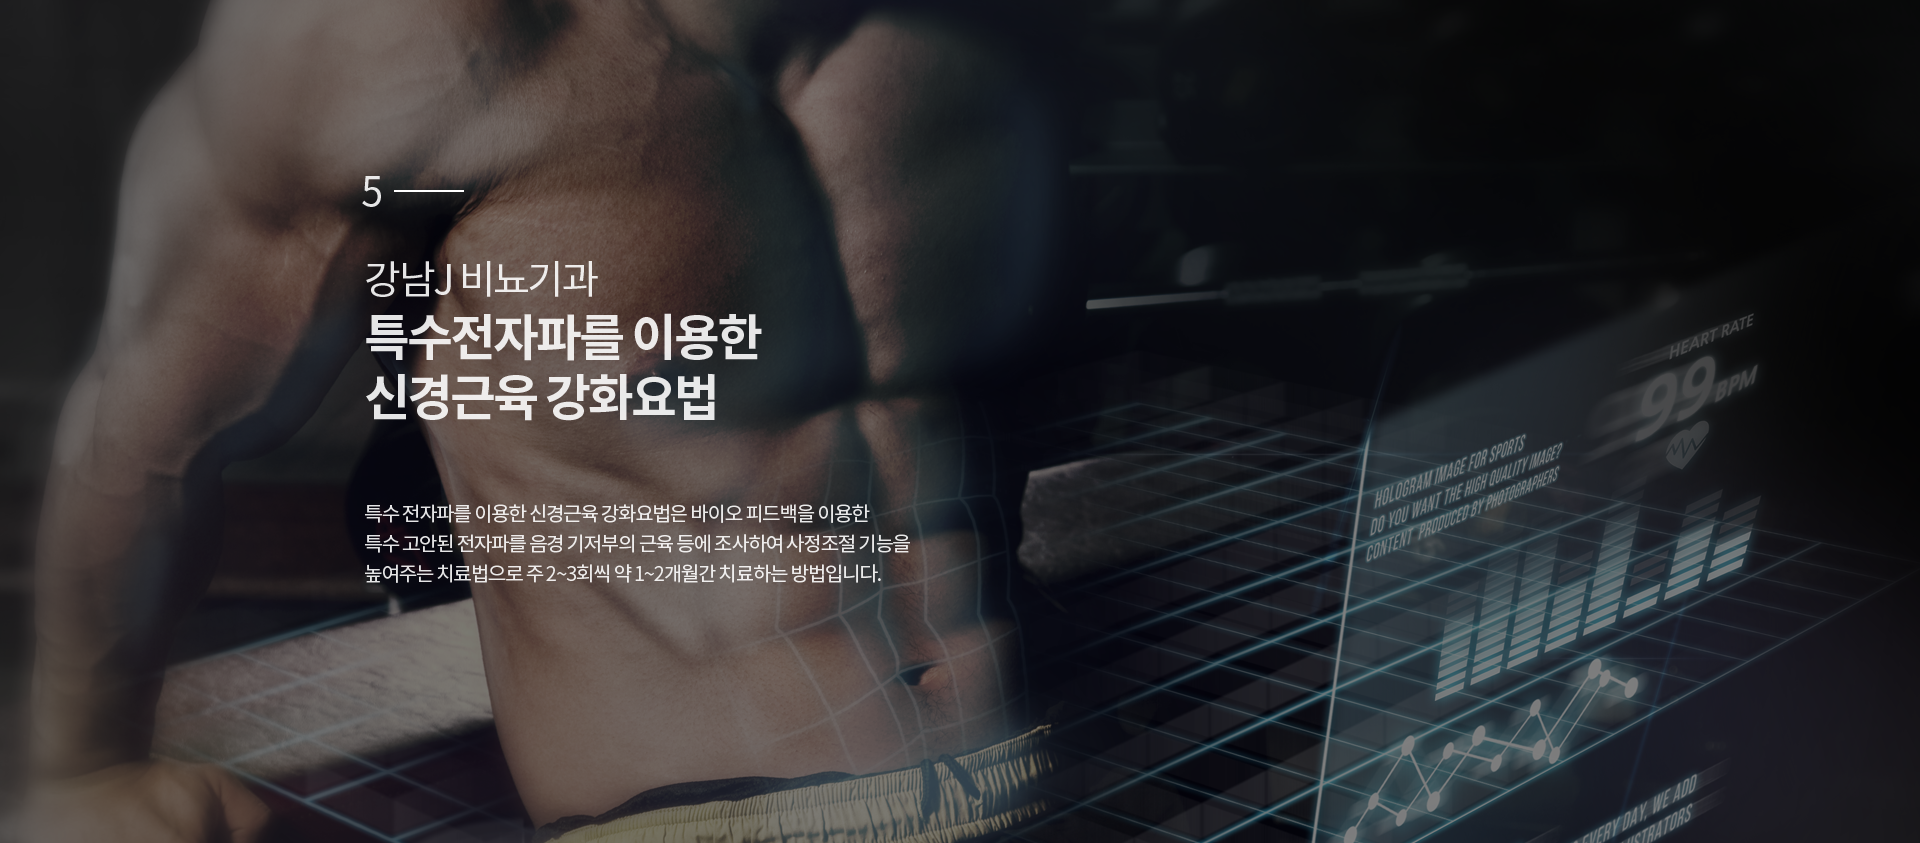 5
강남J 비뇨기과
특수전자파를 이용한
신경근육 강화요법
특수 전자파를 이용한 신경근육 강화요법은 바이오 피드백을 이용한
특수 고안된 전자파를 음경 기저부의 근육 등에 조사하여 사정조절 기능을
높여주는 치료법으로 주 2~3회씩 약 1~2개월간 치료하는 방법입니다.
HEART RATE
99 BPM
HOLOGRAM IMAGE FOR SPORTS
DO YOU WANT THE HIGH QUALITY IMAGE?
CONTENT PRODUCED BY PHOTOGRAPHERS
EVERY DAY, WE ADD